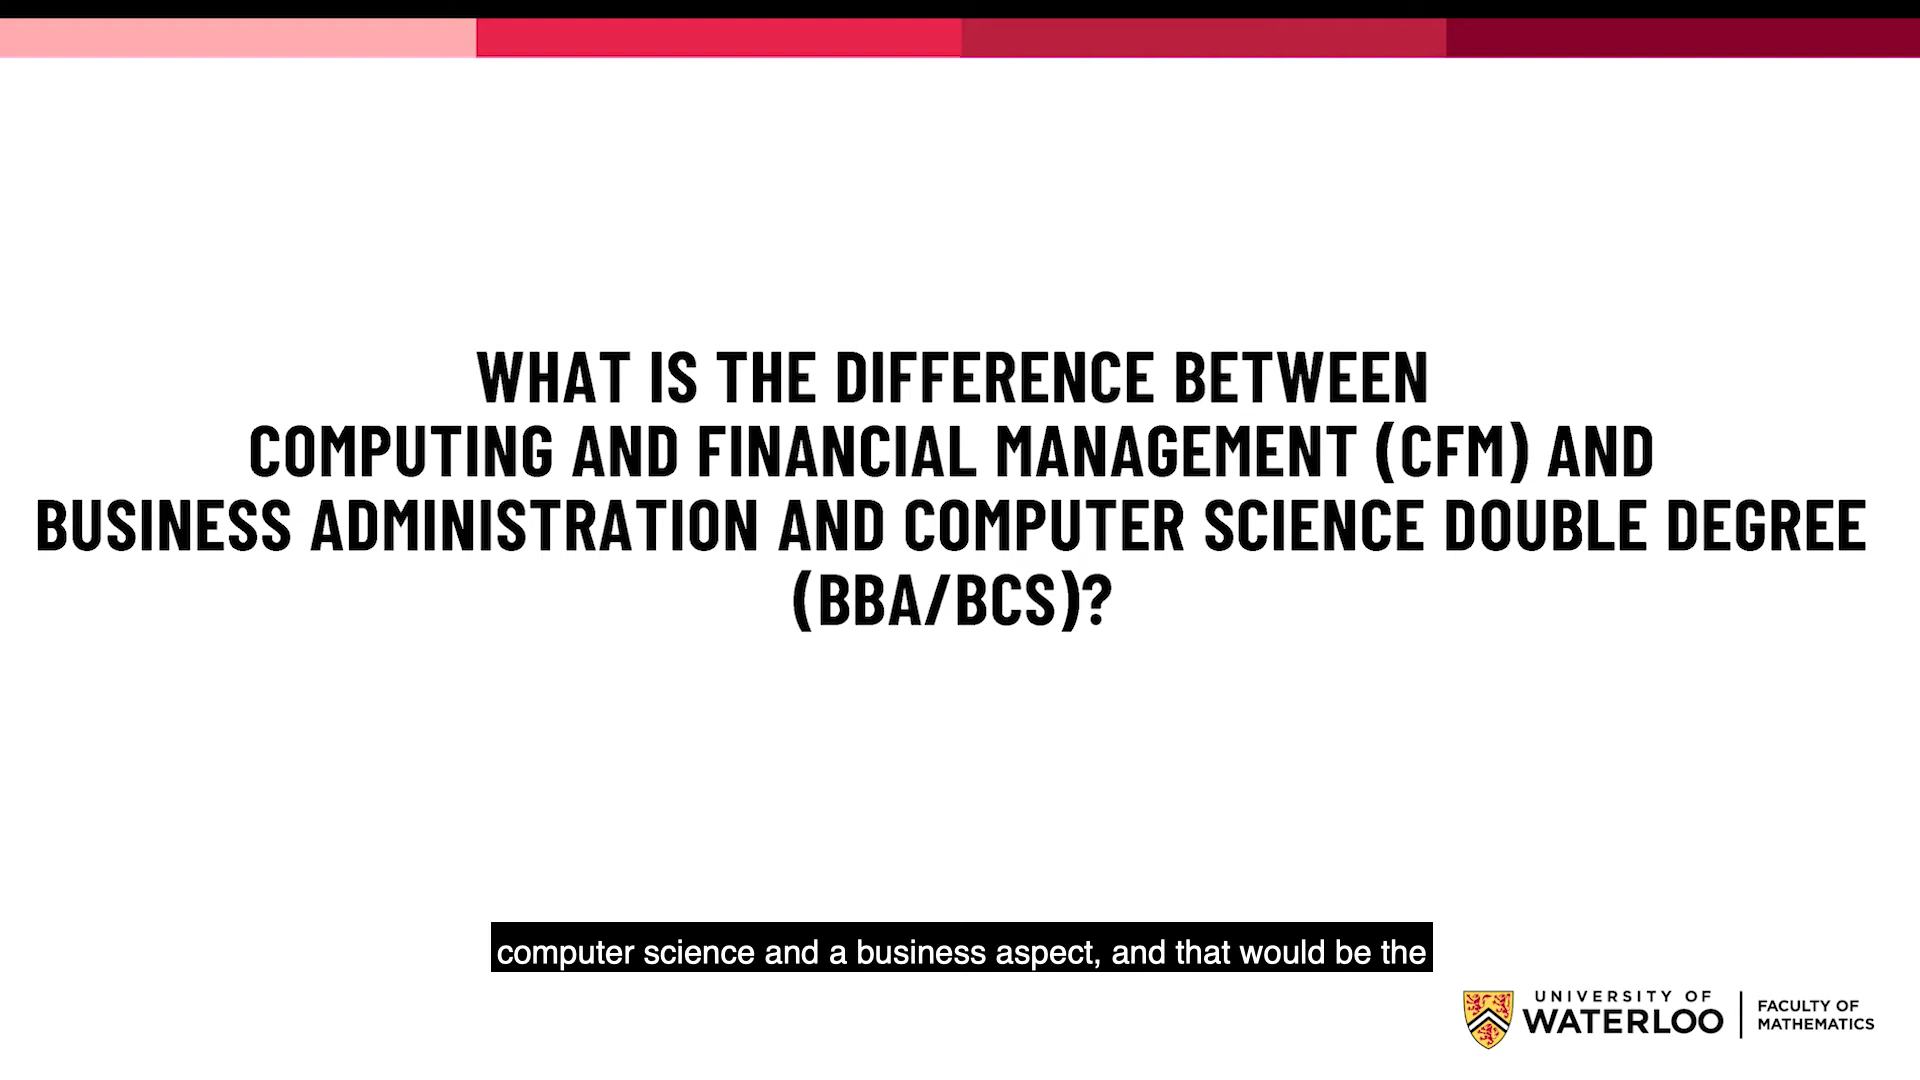 WHAT IS THE DIFFERENCE BETWEEN
COMPUTING AND FINANCIAL MANAGEMENT (CFM) AND
BUSINESS ADMINISTRATION AND COMPUTER SCIENCE DOUBLE DEGREE
(BBA/BCS)?
computer science and a business aspect, and that would be the
UNIVERSITY OF
WATERLOO
FACULTY OF
MATHEMATICS